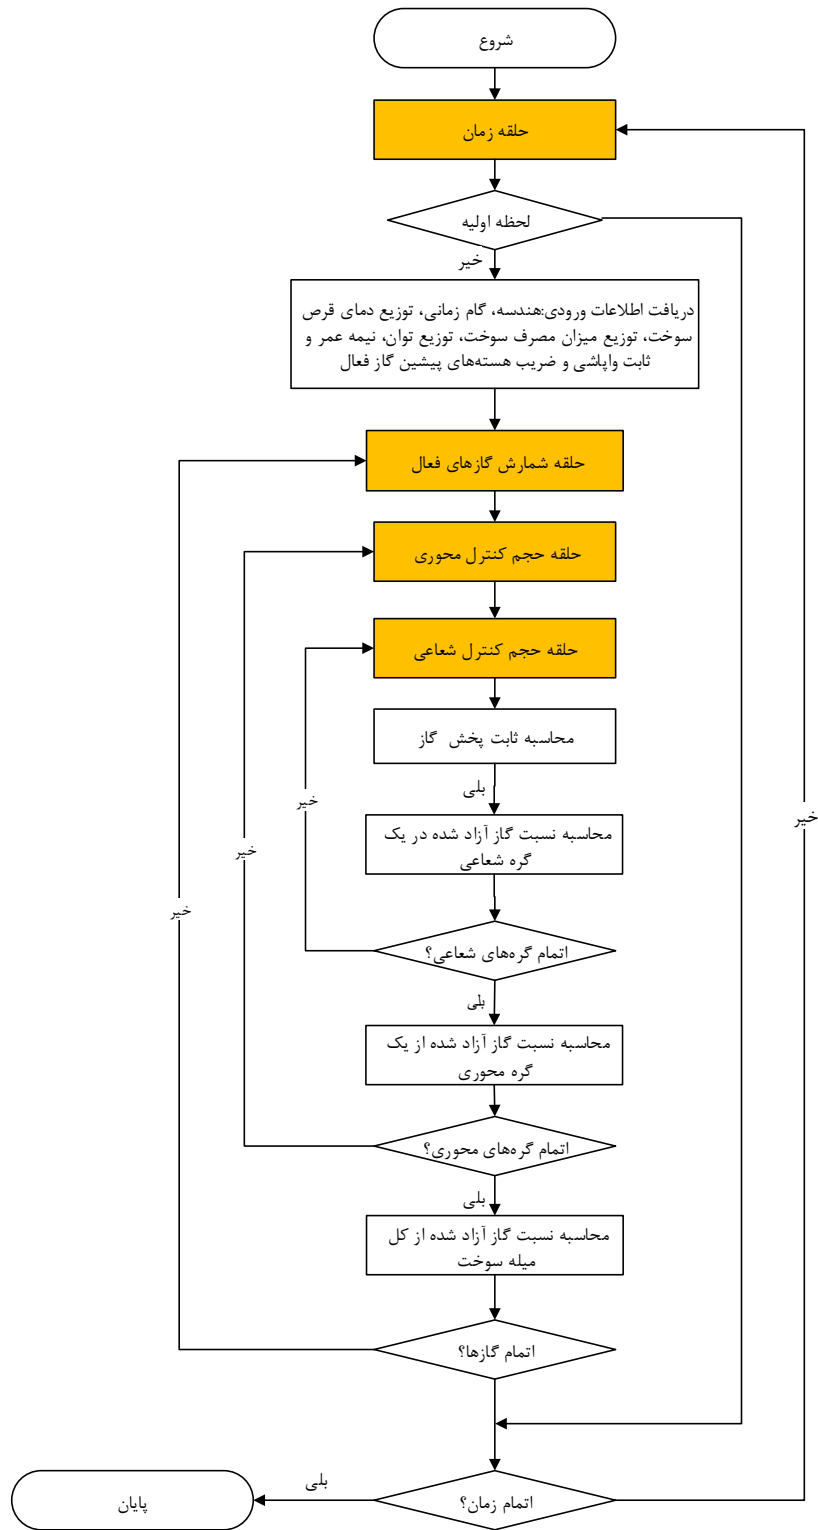 شروع
حلقه زمان
لحظه اولیه
خیر
دریافت اطلاعات ورودی:هندسه، گام زمانی، توزیع دمای قرص
سوخت، توزیع میزان مصرف سوخت، توزیع توان، نیمه عمر و
ثابت واپاشی و ضریب هسته‌های پیشین گاز فعال
حلقه شمارش گازهای فعال
حلقه حجم کنترل محوری
حلقه حجم کنترل شعاعی
محاسبه ثابت پخش گاز
بلی
خیر
خیر
خیر
خیر
محاسبه نسبت گاز آزاد شده در یک
گره شعاعی
اتمام گره‌های شعاعی؟
بلی
محاسبه نسبت گاز آزاد شده از یک
گره محوری
اتمام گره‌های محوری؟
بلی
محاسبه نسبت گاز آزاد شده از کل
میله سوخت
اتمام گازها؟
اتمام زمان؟
بلی
پایان